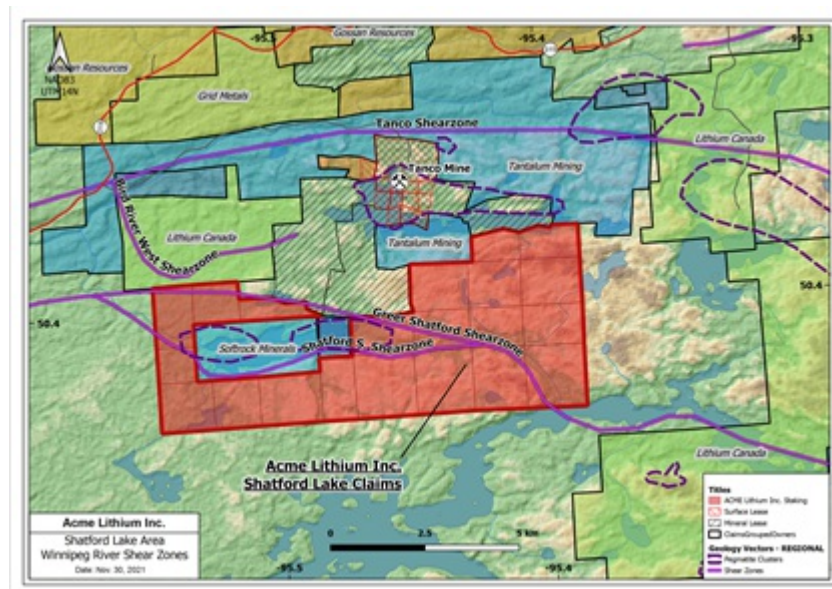 -95.5
-95.4
-95.3
Gossan Resources
Gossan Resources
NAD83
UTM 14N
Grid Metals
Tanco Shearzone
Lithium Canada
Tanco Mine
Tantalum Mining
Bird River West Shearzone
Lithium Canada
Tantalum Mining
50.4
50.4
Greer Shatford Shearzone
Softrock Minerals
Shatford S. Shearzone
Acme Lithium Inc.
Shatford Lake Claims
Lithium Canada
Acme Lithium Inc.
Shatford Lake Area
Winnipeg River Shear Zones
Date: Nov. 30, 2021
0 2.5 5 km
-95.5
-95.4
Titles
ACME Lithium Inc. Staking
Surface Lease
Mineral Lease
ClaimsGroupedOwners
Geology Vectors - REGIONAL
Pegmatite Clusters
Shear Zones